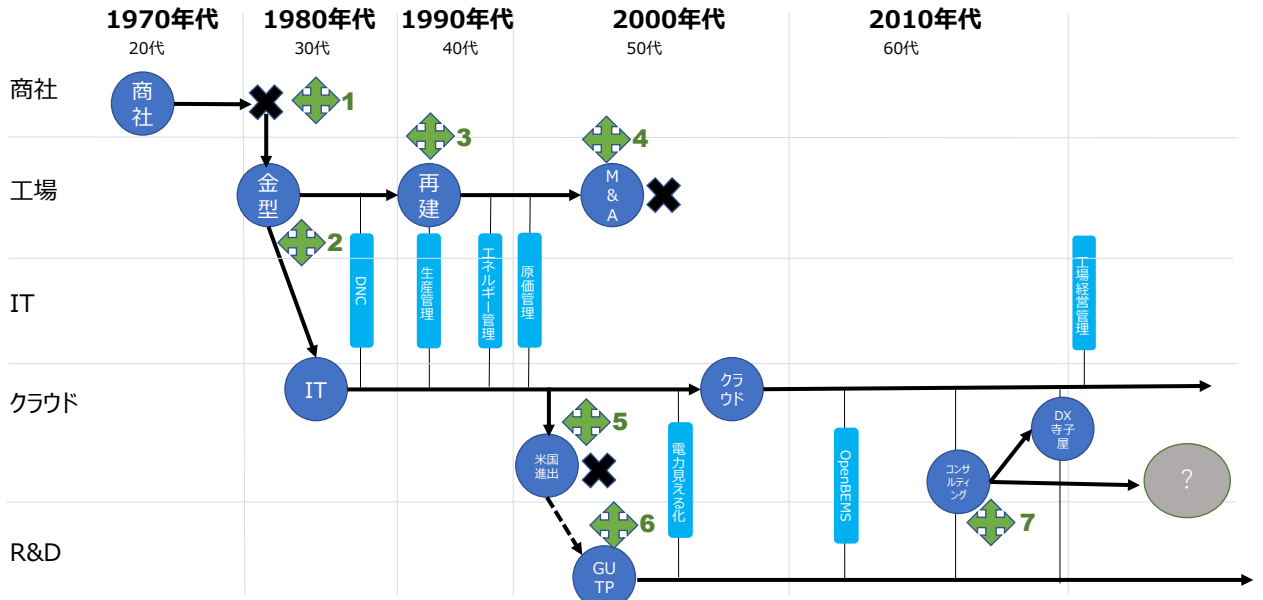 1970年代
1980年代
1990年代
2000年代
2010年代
20代
30代
40代
50代
60代
商社
商
社
1
3
4
工場
金
型
再
建
M
&
A
2
IT
DNC
生産管理
エネルギー管理
原価管理
工場経営管理
クラウド
IT
クラ
ウド
5
米国
進出
電力見える化
OpenBEMS
コンサ
ルティ
ング
DX
寺子
屋
?
R&D
6
7
GU
TP